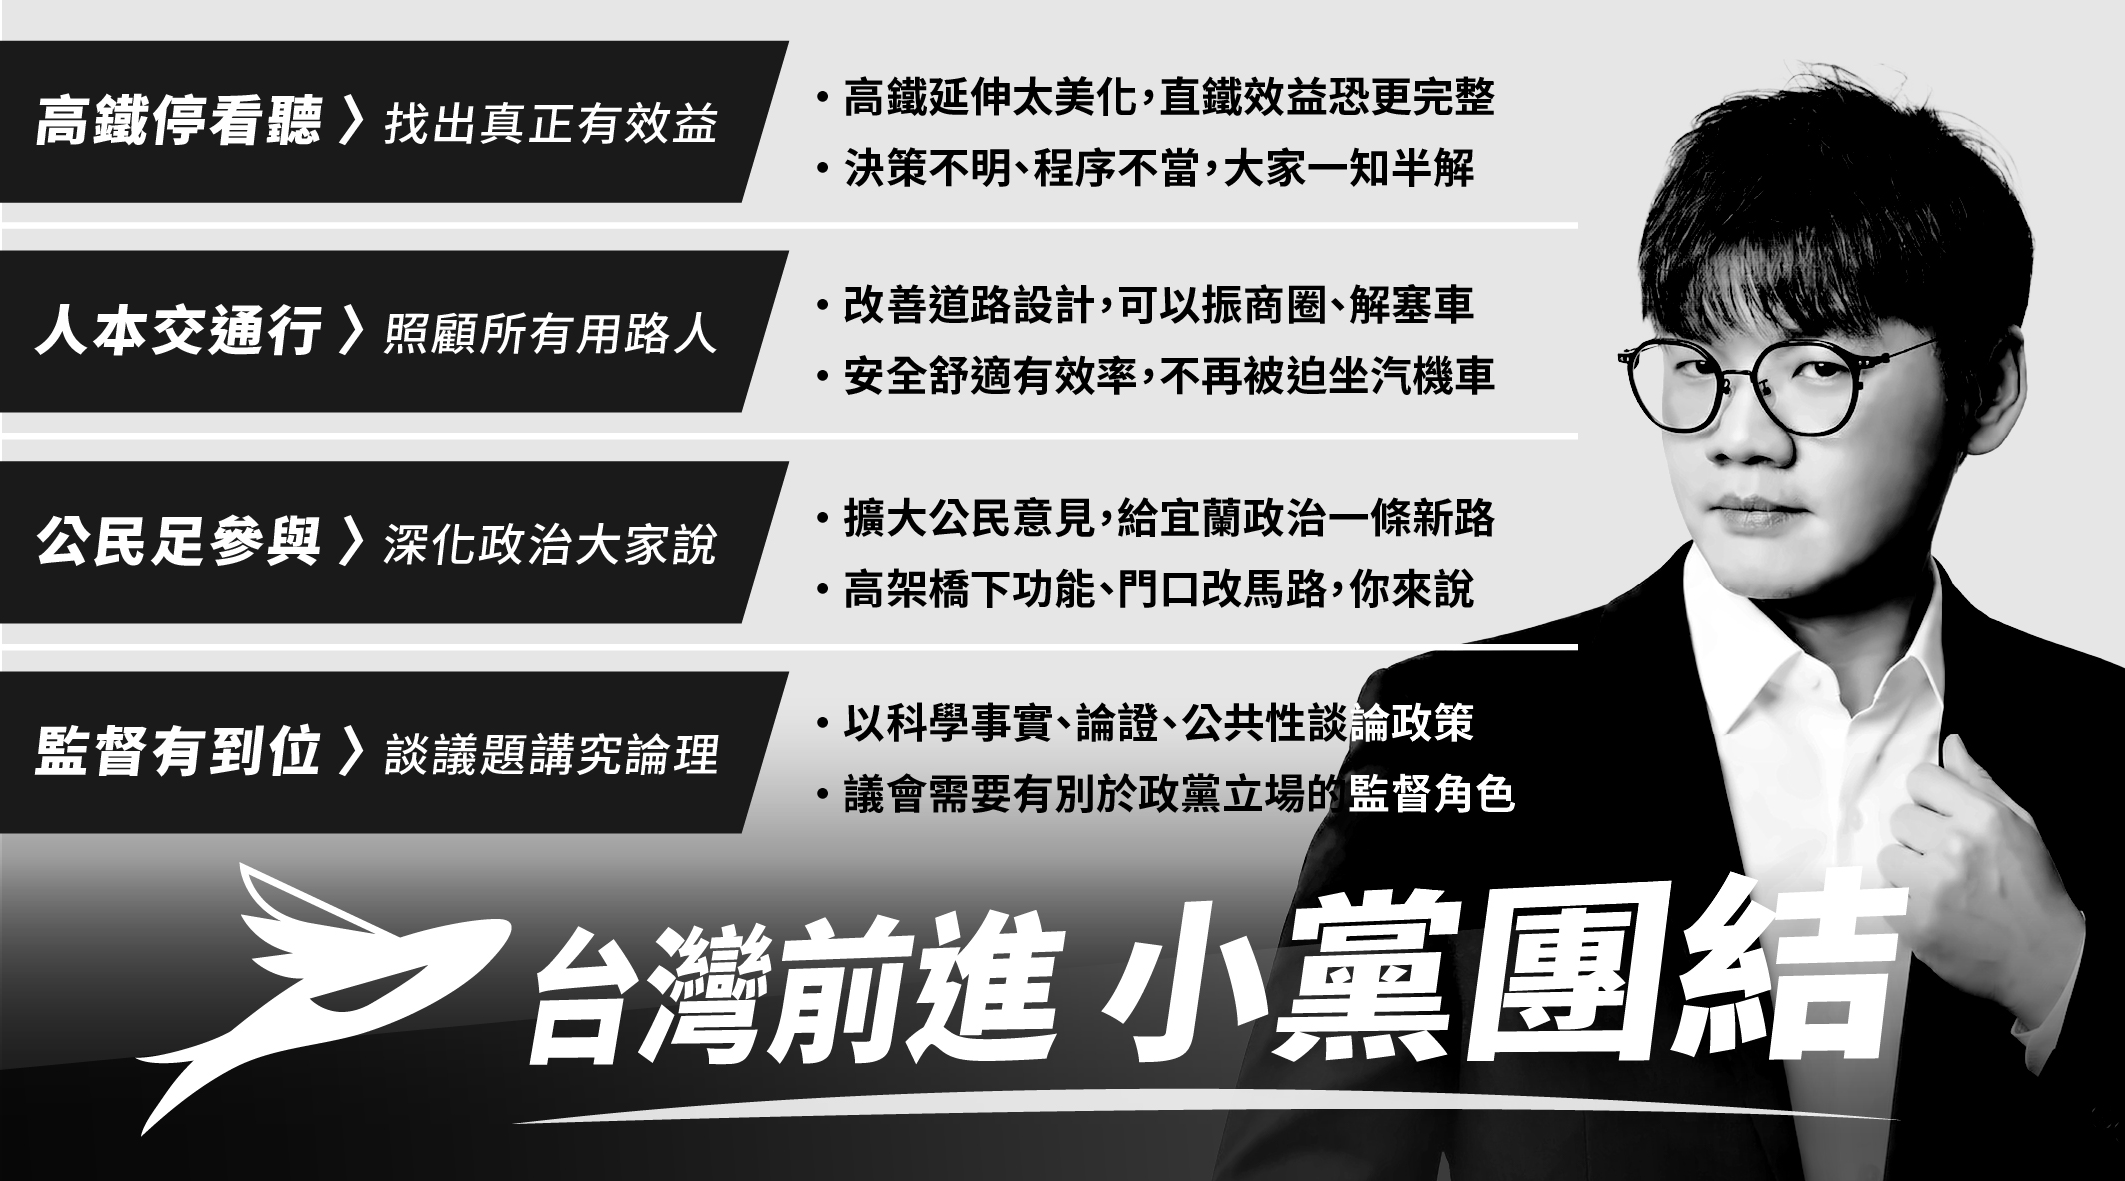 高鐵停看聽 〉找出真正有效益
・高鐵延伸太美化，直鐵效益恐更完整
・決策不明、程序不當，大家一知半解
人本交通行 〉照顧所有用路人
・改善道路設計，可以振商圈、解塞車
・安全舒適有效率，不再被迫坐汽機車
公民足參與 〉深化政治大家說
・擴大公民意見，給宜蘭政治一條新路
・高架橋下功能、門口改馬路，你來說
監督有到位 〉談議題講究論理
・以科學事實、論證、公共性談論政策
・議會需要有別於政黨立場的監督角色
台灣前進 小黨團結